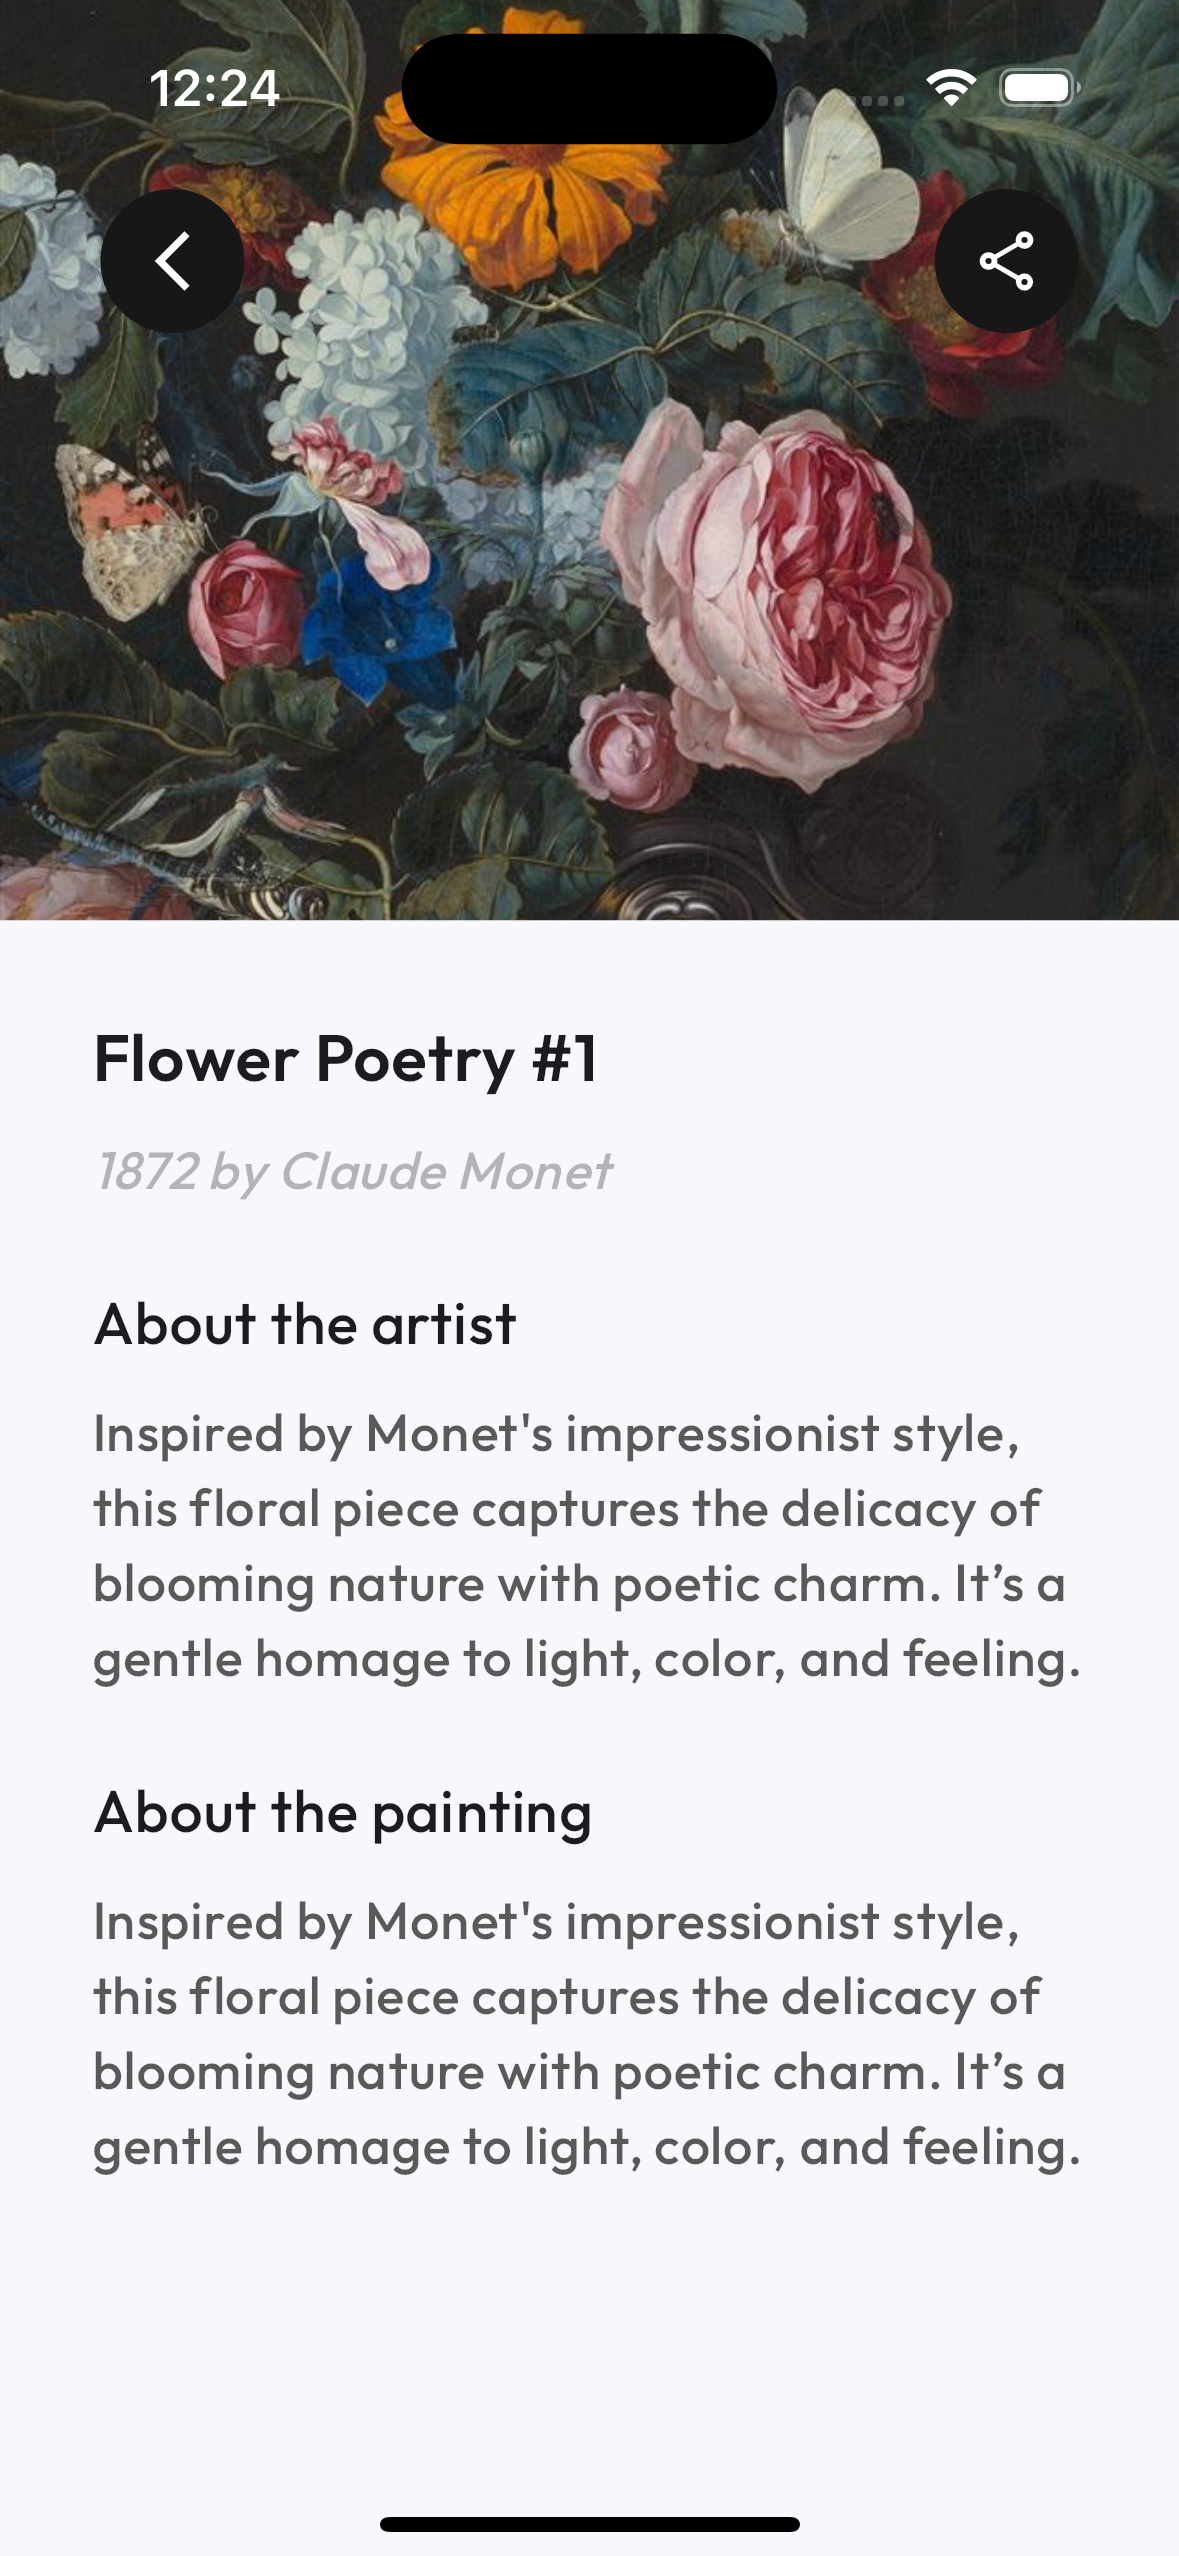 12:24
Flower Poetry #1
1872 by Claude Monet
About the artist
Inspired by Monet's impressionist style,
this floral piece captures the delicacy of
blooming nature with poetic charm. It’s a
gentle homage to light, color, and feeling.
About the painting
Inspired by Monet's impressionist style,
this floral piece captures the delicacy of
blooming nature with poetic charm. It’s a
gentle homage to light, color, and feeling.